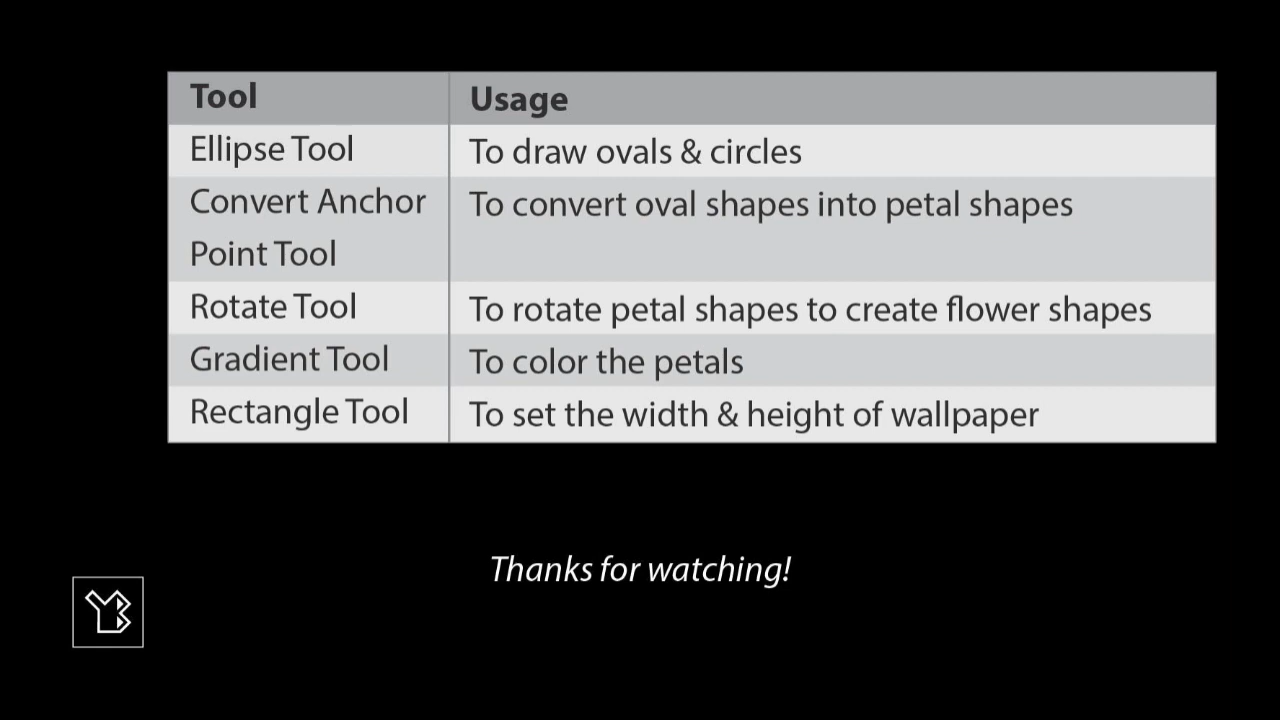 Tool Usage
Ellipse Tool To draw ovals & circles
Convert Anchor To convert oval shapes into petal shapes
Point Tool
Rotate Tool To rotate petal shapes to create flower shapes
Gradient Tool To color the petals
Rectangle Tool To set the width & height of wallpaper
Thanks for watching!
YB